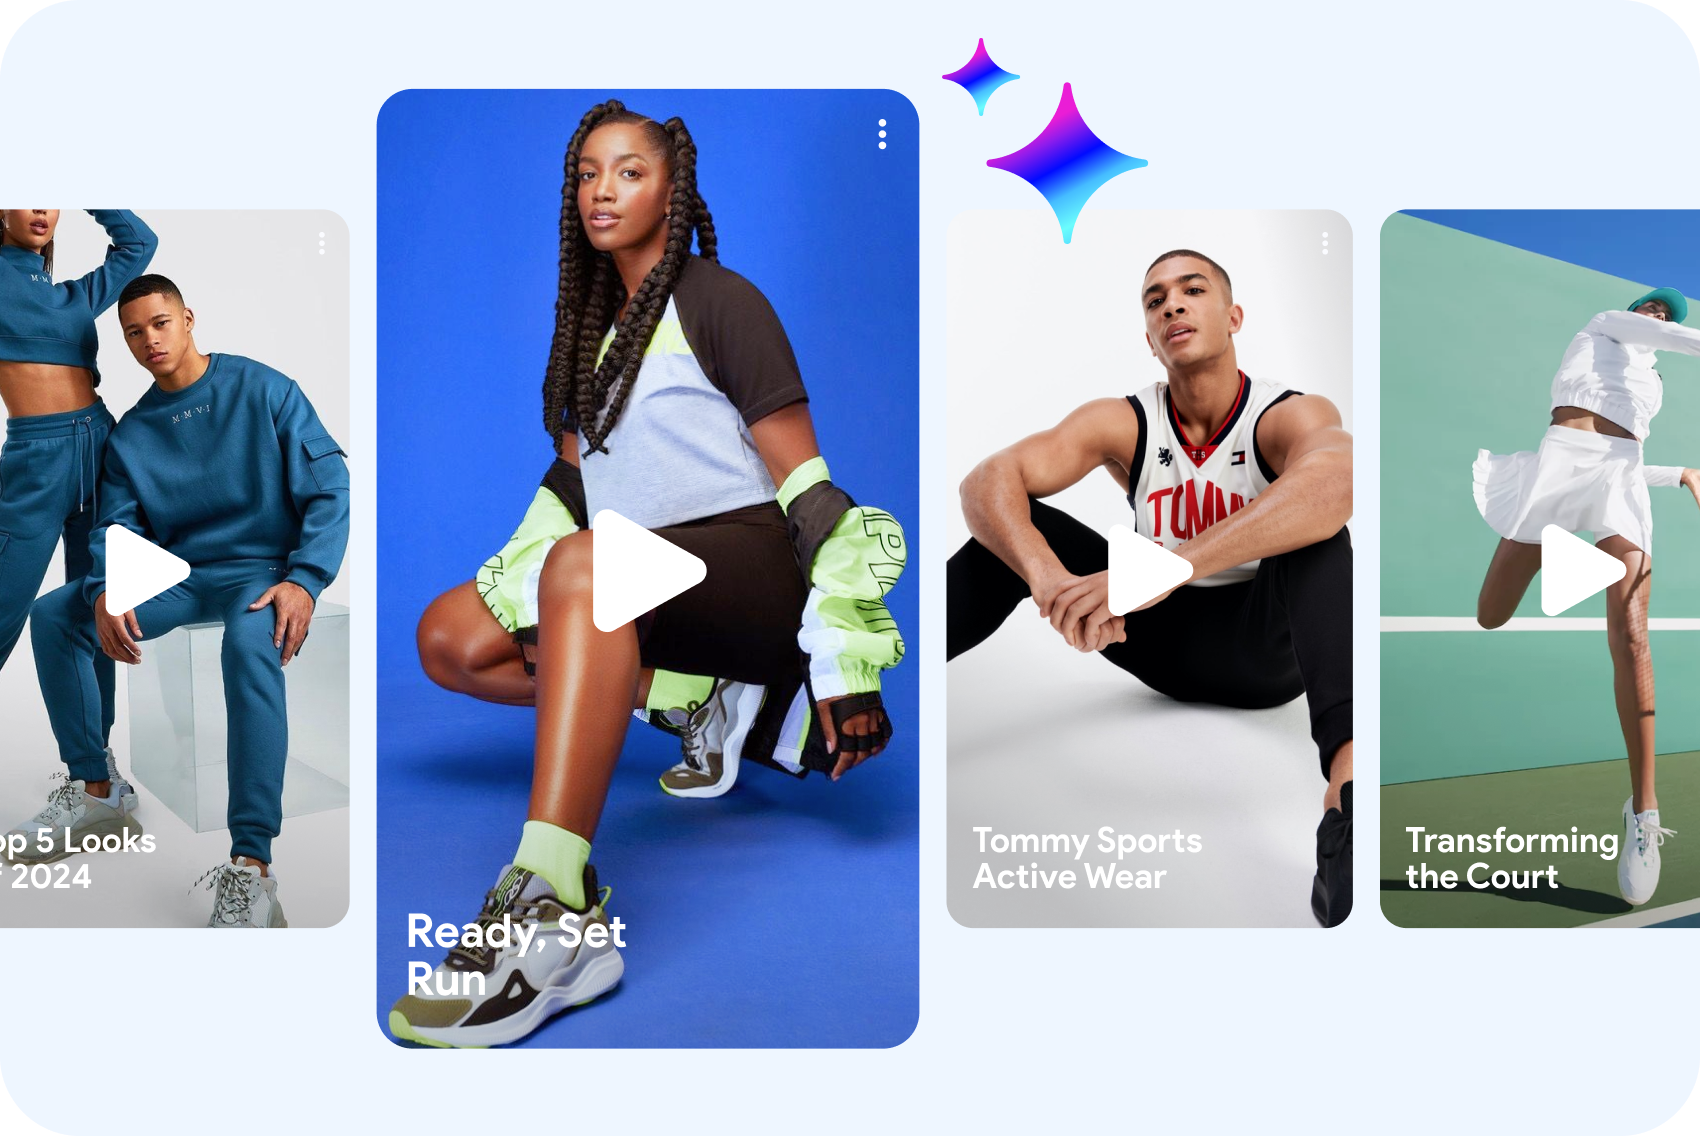 M·M·V·I
op 5 Looks
2024
Ready, Set
Run
TOMMY
Tommy Sports
Active Wear
Transforming
the Court